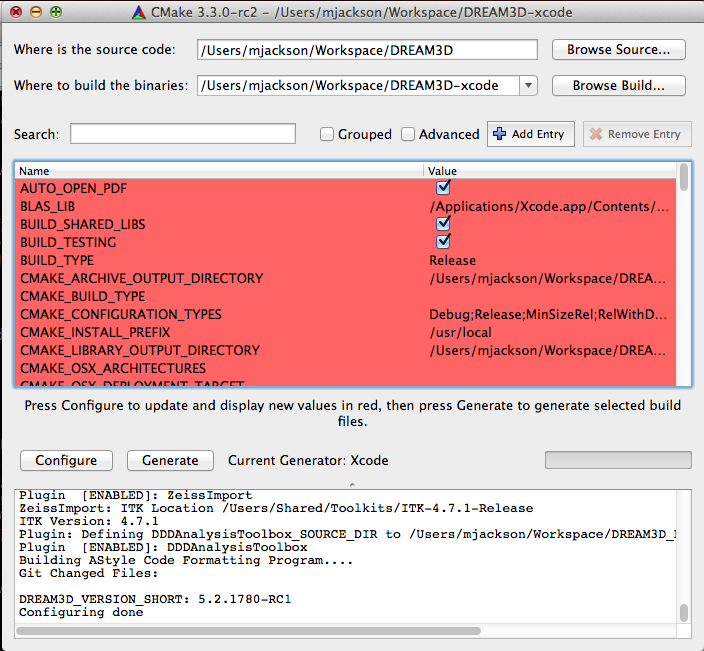 CMake 3.3.0-rc2 - /Users/mjackson/Workspace/DREAM3D-xcode
Where is the source code: /Users/mjackson/Workspace/DREAM3D Browse Source...
Where to build the binaries: /Users/mjackson/Workspace/DREAM3D-xcode Browse Build...
Search: Grouped Advanced Add Entry Remove Entry
Name Value
AUTO_OPEN_PDF
BLAS_LIB /Applications/Xcode.app/Contents/...
BUILD_SHARED_LIBS
BUILD_TESTING
BUILD_TYPE Release
CMAKE_ARCHIVE_OUTPUT_DIRECTORY /Users/mjackson/Workspace/DREA...
CMAKE_BUILD_TYPE
CMAKE_CONFIGURATION_TYPES Debug;Release;MinSizeRel;RelWithD...
CMAKE_INSTALL_PREFIX /usr/local
CMAKE_LIBRARY_OUTPUT_DIRECTORY /Users/mjackson/Workspace/DREA...
CMAKE_OSX_ARCHITECTURES
CMAKE_OSX_DEPLOYMENT_TARGET
Press Configure to update and display new values in red, then press Generate to generate selected build
files.
Configure Generate Current Generator: Xcode
Plugin [ENABLED]: ZeissImport
ZeissImport: ITK Location /Users/Shared/Toolkits/ITK-4.7.1-Release
ITK Version: 4.7.1
Plugin: Defining DDDAnalysisToolbox_SOURCE_DIR to /Users/mjackson/Workspace/DREAM3D_
Plugin [ENABLED]: DDDAnalysisToolbox
Building AStyle Code Formatting Program....
Git Changed Files:
DREAM3D_VERSION_SHORT: 5.2.1780-RC1
Configuring done